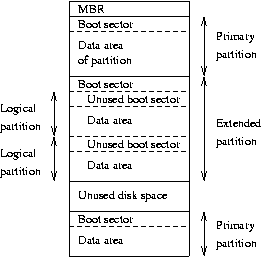 MBR
Boot sector
Data area
of partition
Primary
partition
Boot sector
Unused boot sector
Data area
Logical
partition
Extended
partition
Unused boot sector
Data area
Logical
partition
Unused disk space
Boot sector
Data area
Primary
partition